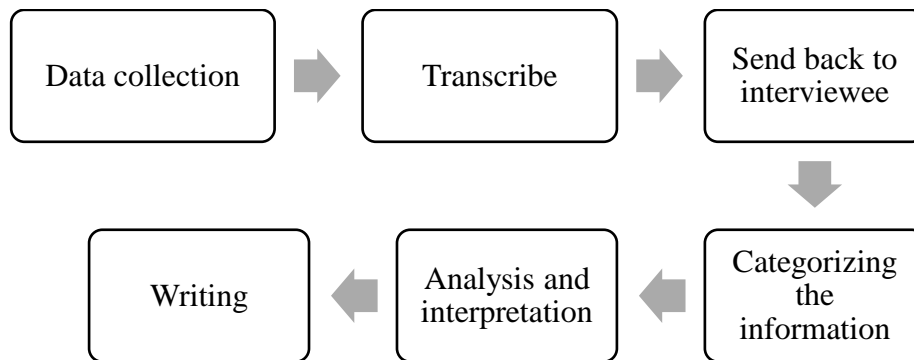 Data collection
Transcribe
Send back to
interviewee
Categorizing
the
information
Analysis and
interpretation
Writing